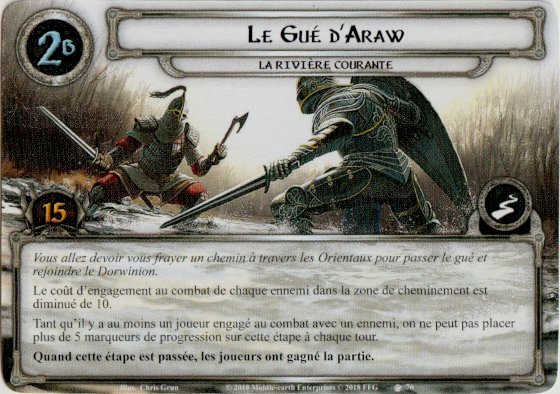 2B
LE GUÉ D'ARAW
LA RIVIÈRE COURANTE
15
Vous allez devoir vous frayer un chemin à travers les Orientaux pour passer le gué et
rejoindre le Dorwinion.
Le coût d'engagement au combat de chaque ennemi dans la zone de cheminement est
diminué de 10.
Tant qu'il y a au moins un joueur engagé au combat avec un ennemi, on ne peut pas placer
plus de 5 marqueurs de progression sur cette étape à chaque tour.
Quand cette étape est passée, les joueurs ont gagné la partie.
Illus. Chris Grun © 2018 Middle-earth Enterprises © 2018 FFG 76